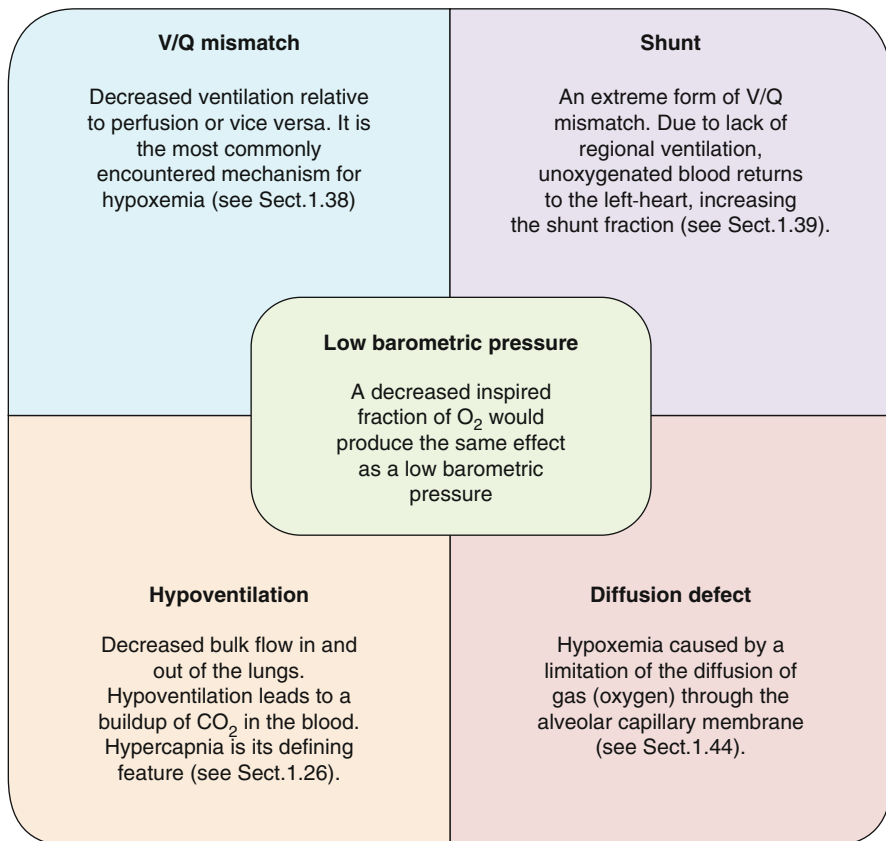 V/Q mismatch
Decreased ventilation relative
to perfusion or vice versa. It is
the most commonly
encountered mechanism for
hypoxemia (see Sect.1.38)
Shunt
An extreme form of V/Q
mismatch. Due to lack of
regional ventilation,
unoxygenated blood returns
to the left-heart, increasing
the shunt fraction (see Sect.1.39).
Low barometric pressure
A decreased inspired
fraction of O₂ would
produce the same effect
as a low barometric
pressure
Hypoventilation
Decreased bulk flow in and
out of the lungs.
Hypoventilation leads to a
buildup of CO₂ in the blood.
Hypercapnia is its defining
feature (see Sect.1.26).
Diffusion defect
Hypoxemia caused by a
limitation of the diffusion of
gas (oxygen) through the
alveolar capillary membrane
(see Sect.1.44).